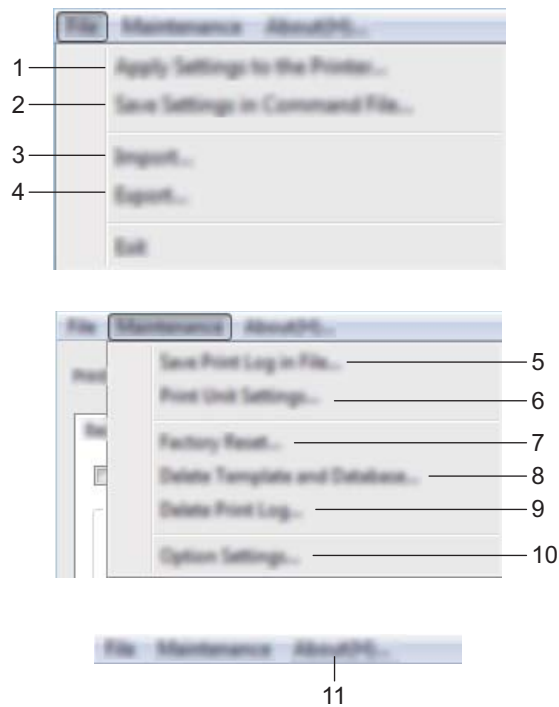 File Maintenance About(H)...
1 Apply Settings to the Printer...
2 Save Settings in Command File...
3 Import...
4 Export...
Exit
File Maintenance About(H)...
Save Print Log in File... 5
Print Unit Settings... 6
Factory Reset... 7
Delete Template and Database... 8
Delete Print Log... 9
Option Settings... 10
File Maintenance About(H)...
11